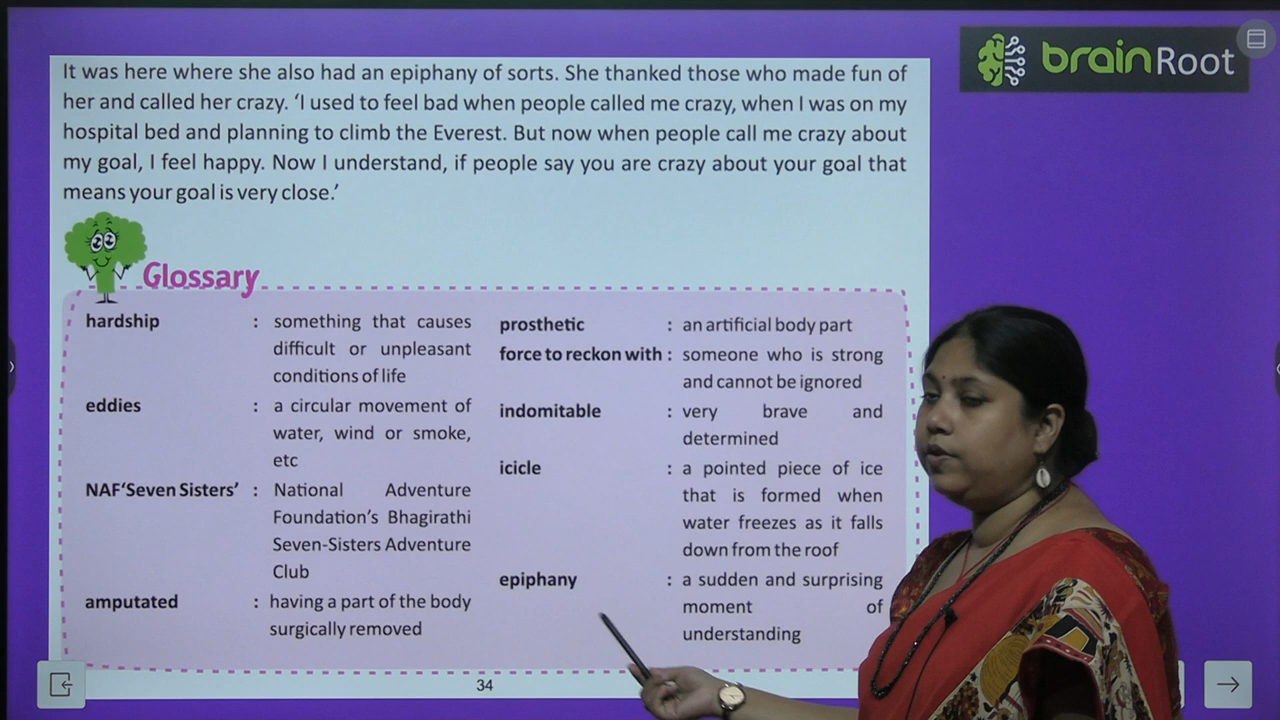 It was here where she also had an epiphany of sorts. She thanked those who made fun of
her and called her crazy. ‘I used to feel bad when people called me crazy, when I was on my
hospital bed and planning to climb the Everest. But now when people call me crazy about
my goal, I feel happy. Now I understand, if people say you are crazy about your goal that
means your goal is very close.’
brainRoot
Glossary
hardship : something that causes
difficult or unpleasant
conditions of life
eddies : a circular movement of
water, wind or smoke,
etc
NAF‘Seven Sisters’ : National Adventure
Foundation’s Bhagirathi
Seven-Sisters Adventure
Club
amputated : having a part of the body
surgically removed
prosthetic : an artificial body part
force to reckon with : someone who is strong
and cannot be ignored
indomitable : very brave and
determined
icicle : a pointed piece of ice
that is formed when
water freezes as it falls
down from the roof
epiphany : a sudden and surprising
moment of
understanding
34